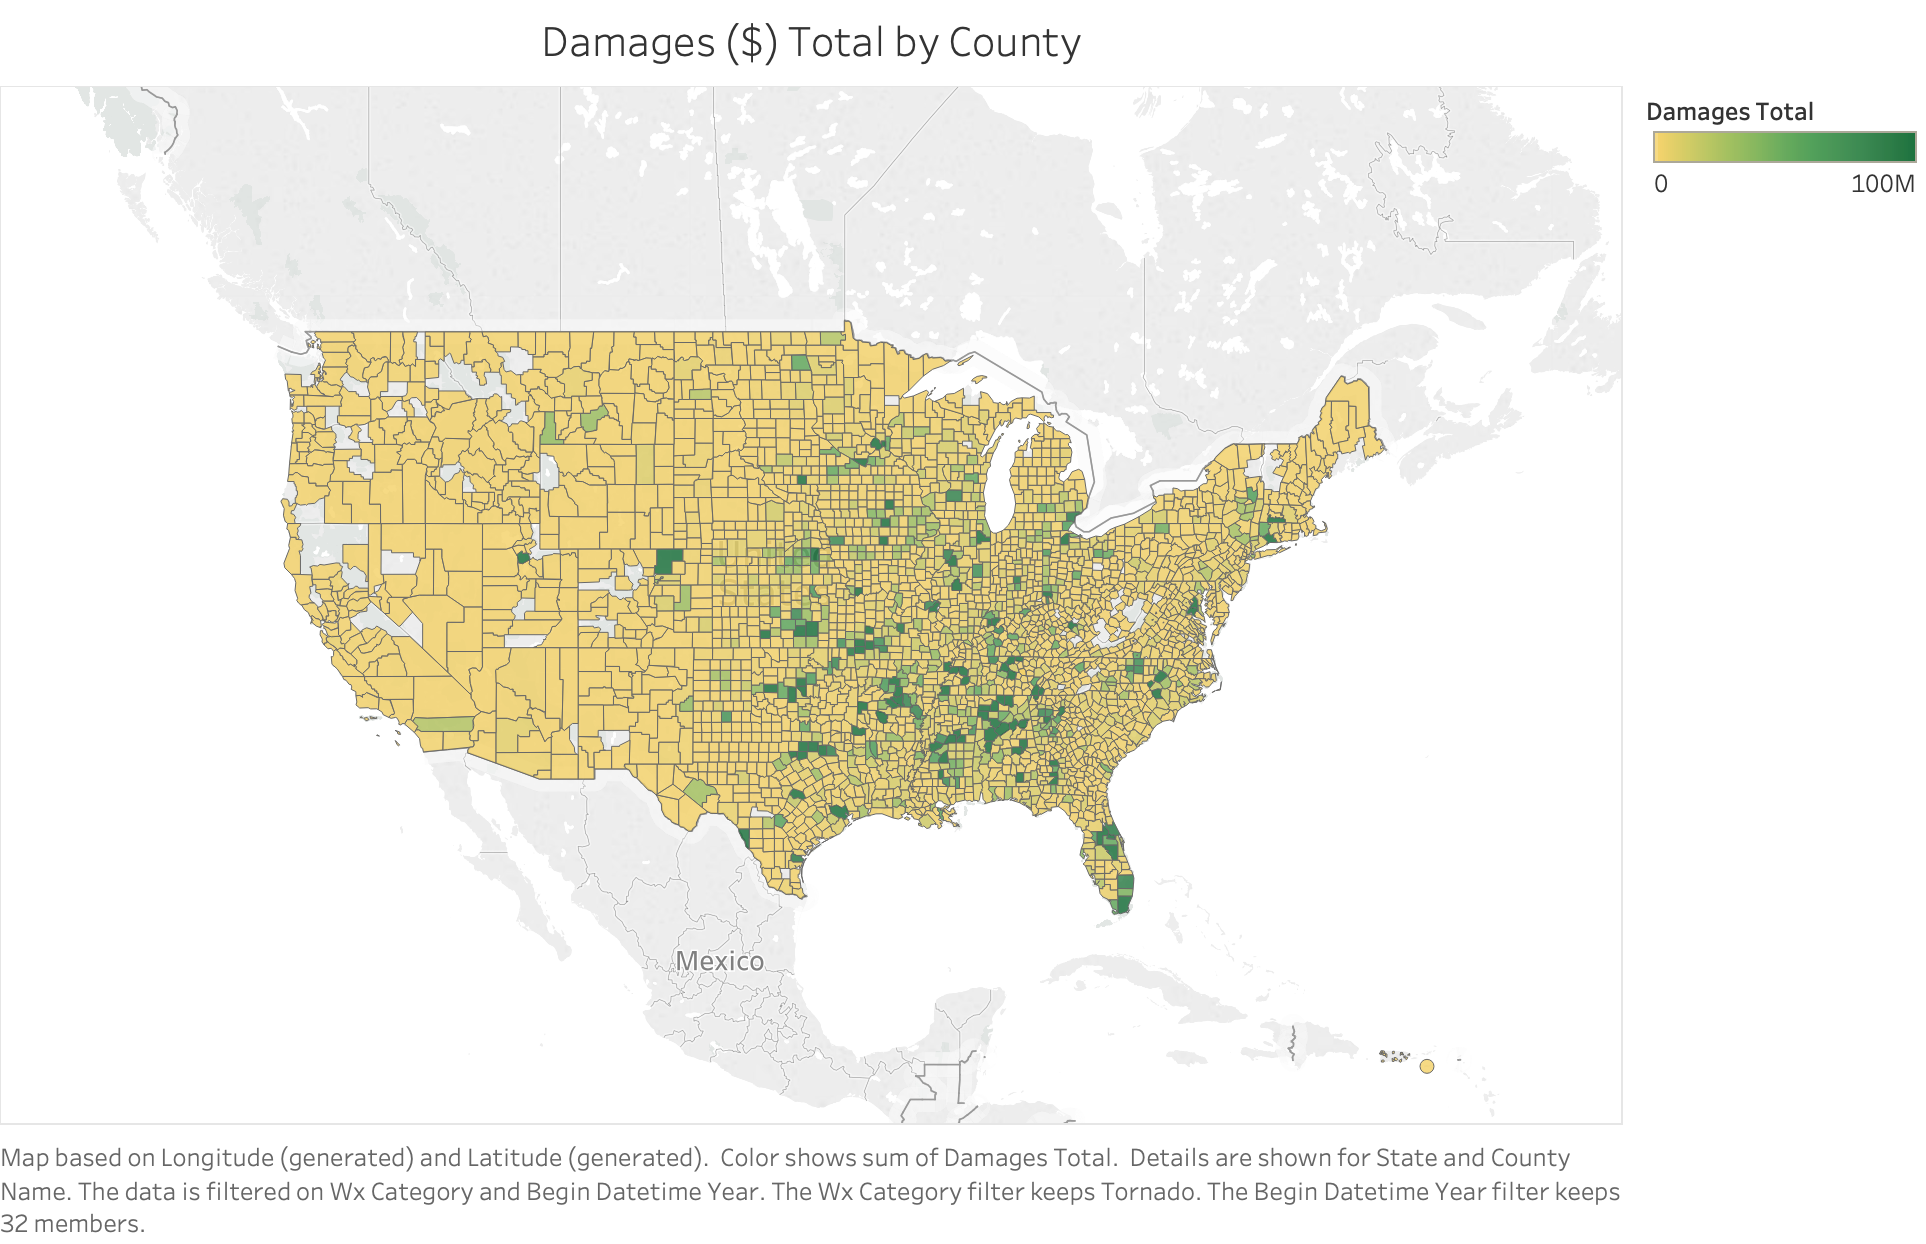 Damages ($) Total by County
Damages Total
0 100M
United
States
Mexico
Map based on Longitude (generated) and Latitude (generated).  Color shows sum of Damages Total.  Details are shown for State and County
Name. The data is filtered on Wx Category and Begin Datetime Year. The Wx Category filter keeps Tornado. The Begin Datetime Year filter keeps
32 members.